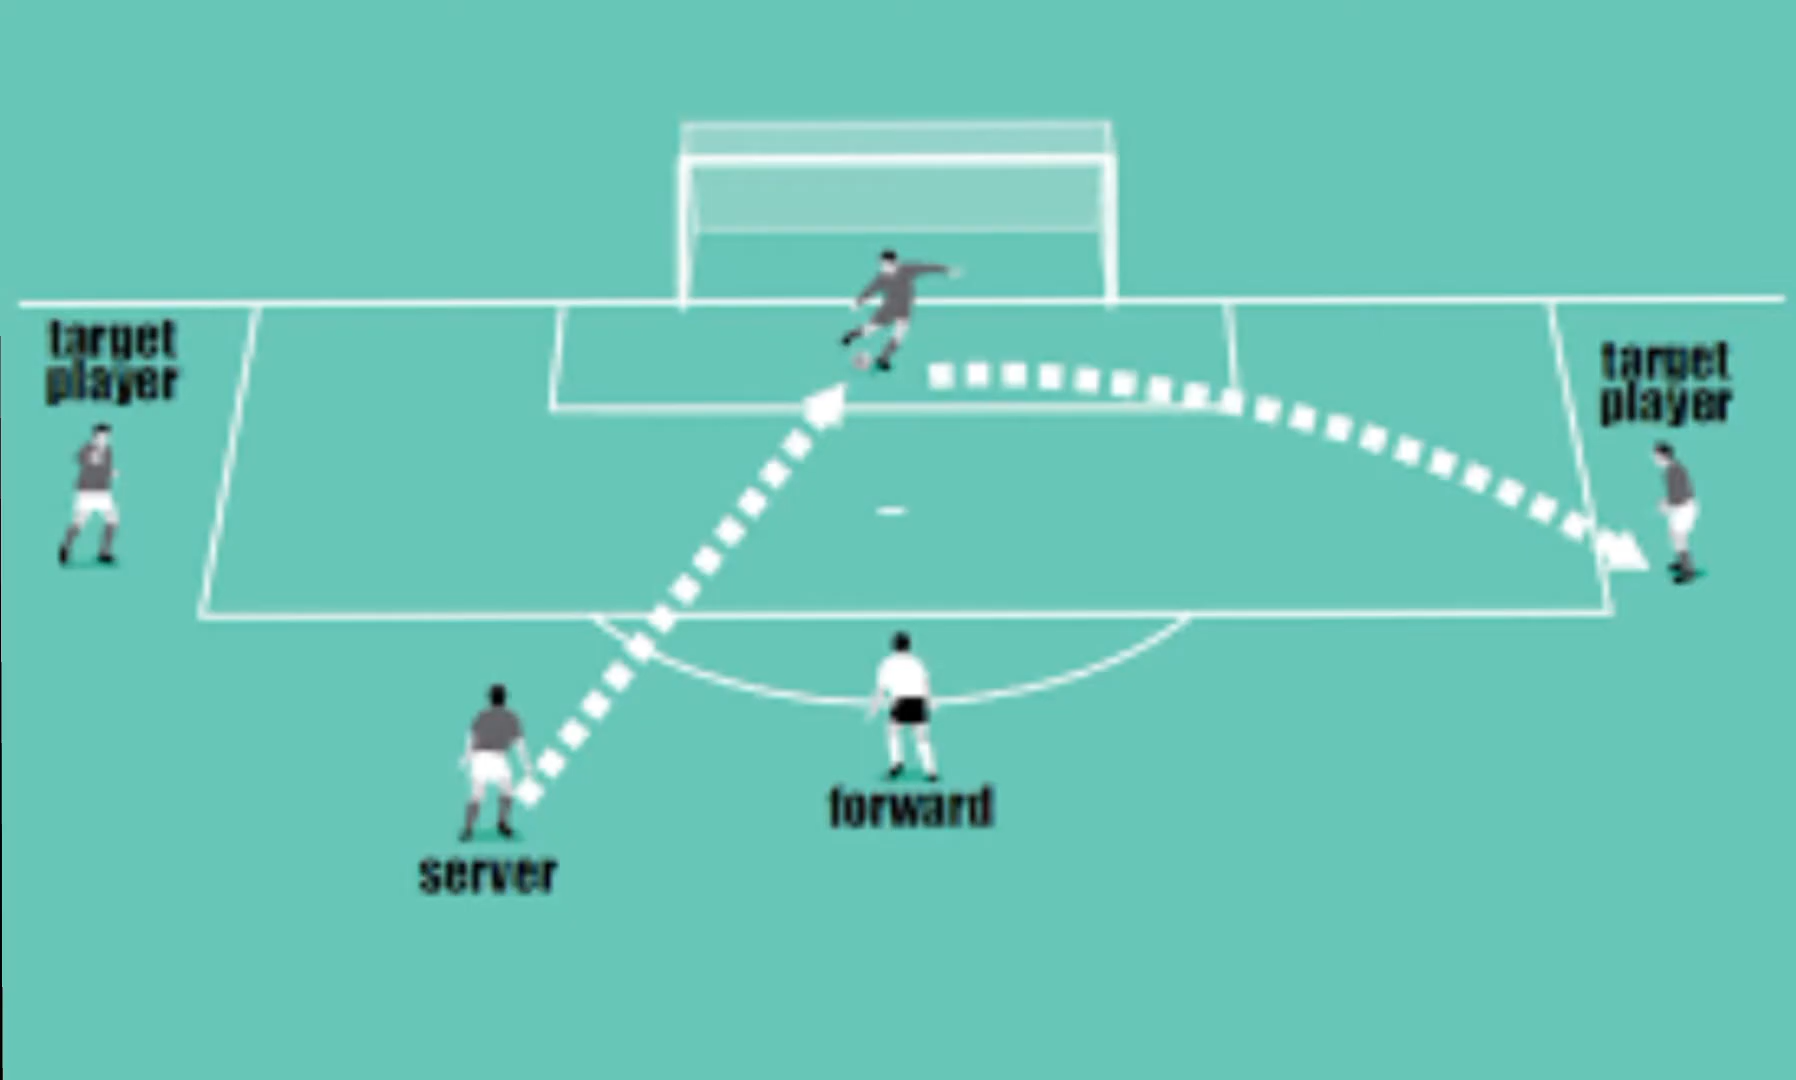 target
player
target
player
forward
server